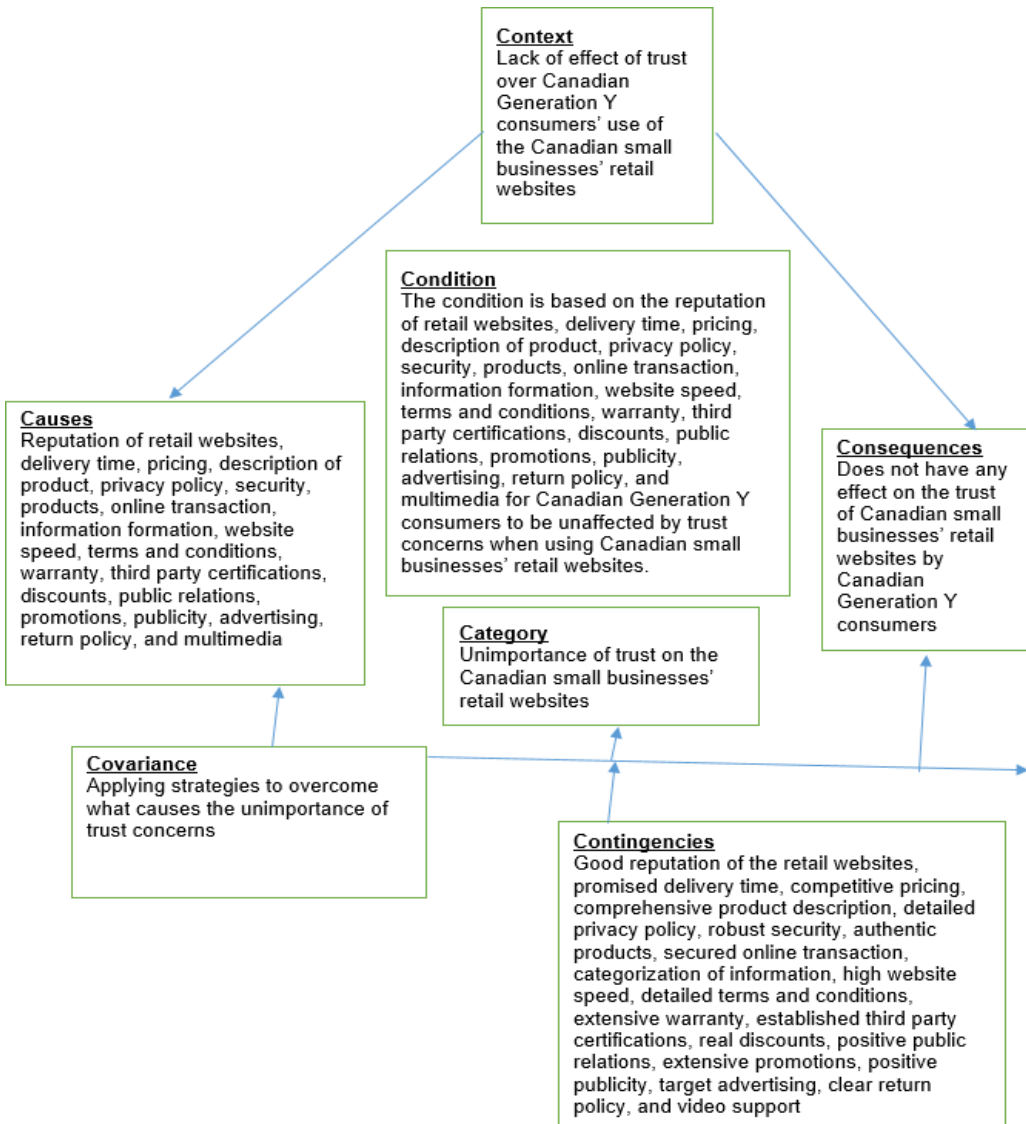 Context
Lack of effect of trust
over Canadian
Generation Y
consumers’ use of
the Canadian small
businesses’ retail
websites
Condition
The condition is based on the reputation
of retail websites, delivery time, pricing,
description of product, privacy policy,
security, products, online transaction,
information formation, website speed,
terms and conditions, warranty, third
party certifications, discounts, public
relations, promotions, publicity,
advertising, return policy, and
multimedia for Canadian Generation Y
consumers to be unaffected by trust
concerns when using Canadian small
businesses’ retail websites.
Causes
Reputation of retail websites,
delivery time, pricing, description of
product, privacy policy, security,
products, online transaction,
information formation, website
speed, terms and conditions,
warranty, third party certifications,
discounts, public relations,
promotions, publicity, advertising,
return policy, and multimedia
Consequences
Does not have any
effect on the trust
of Canadian small
businesses’ retail
websites by
Canadian
Generation Y
consumers
Category
Unimportance of trust on the
Canadian small businesses’
retail websites
Covariance
Applying strategies to overcome
what causes the unimportance of
trust concerns
Contingencies
Good reputation of the retail websites,
promised delivery time, competitive pricing,
comprehensive product description, detailed
privacy policy, robust security, authentic
products, secured online transaction,
categorization of information, high website
speed, detailed terms and conditions,
extensive warranty, established third party
certifications, real discounts, positive public
relations, extensive promotions, positive
publicity, target advertising, clear return
policy, and video support